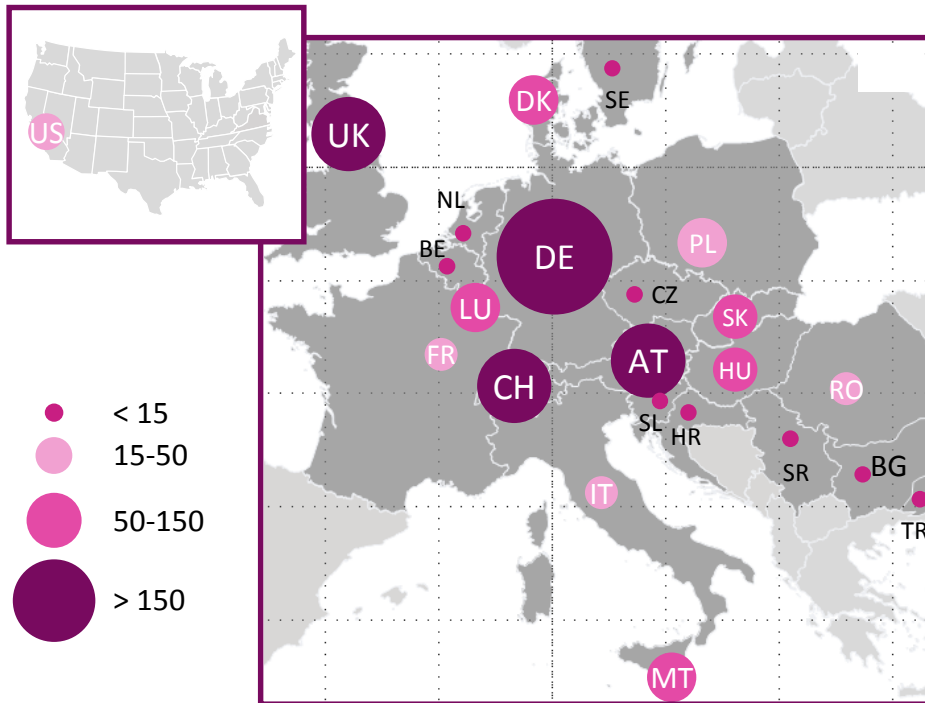 US
SE
DK
UK
NL
BE
DE
PL
CZ
LU
SK
FR
HU
AT
CH
RO
SL
HR
SR
BG
TR
IT
MT
< 15
15-50
50-150
> 150